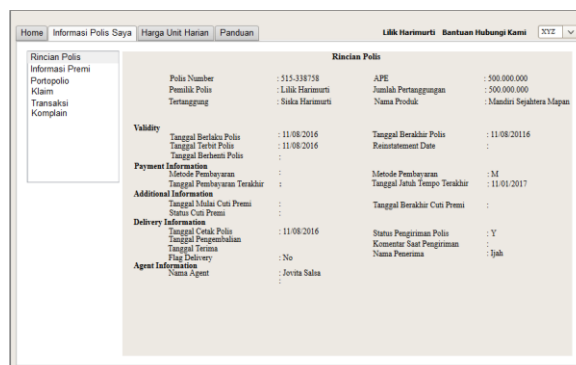 Home Informasi Polis Saya Harga Unit Harian Panduan Lilik Harimurti Bantuan Hubungi Kami XYZ
Rincian Polis
Informasi Premi
Portopolio
Klaim
Transaksi
Komplain
Rincian Polis
Polis Number : 515-338758 APE : 500.000.000
Pemilik Polis : Lilik Harimurti Jumlah Pertanggungan : 500.000.000
Tertanggung : Siska Harimurti Nama Produk : Mandiri Sejahtera Mapan
Validity
Tanggal Berlaku Polis : 11/08/2016 Tanggal Berakhir Polis : 11/08/20116
Tanggal Terbit Polis : 11/08/2016 Reinstatement Date :
Tanggal Berhenti Polis :
Payment Information
Metode Pembayaran : Metode Pembayaran : M
Tanggal Pembayaran Terakhir : Tanggal Jatuh Tempo Terakhir : 11/01/2017
Additional Information
Tanggal Mulai Cuti Premi : Tanggal Berakhir Cuti Premi :
Status Cuti Premi :
Delivery Information
Tanggal Cetak Polis : 11/08/2016 Status Pengiriman Polis : Y
Tanggal Pengembalian Komentar Saat Pengiriman :
Tanggal Terima Nama Penerima : Ijah
Flag Delivery : No
Agent Information
Nama Agent : Jovita Salsa
: